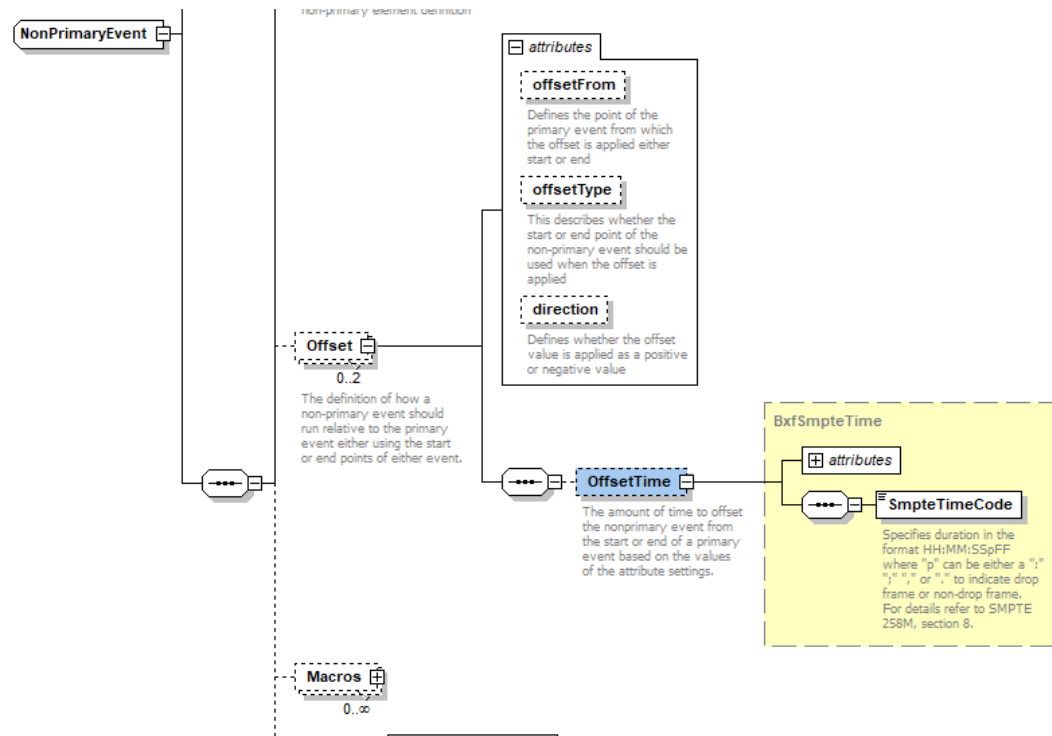 non-primary element definition
NonPrimaryEvent
attributes
offsetFrom
Defines the point of the
primary event from which
the offset is applied either
start or end
offsetType
This describes whether the
start or end point of the
non-primary event should be
used when the offset is
applied
direction
Defines whether the offset
value is applied as a positive
or negative value
Offset
0..2
The definition of how a
non-primary event should
run relative to the primary
event either using the start
or end points of either event.
OffsetTime
The amount of time to offset
the nonprimary event from
the start or end of a primary
event based on the values
of the attribute settings.
BxfSmpteTime
attributes
SmpteTimeCode
Specifies duration in the
format HH:MM:SSpFF
where "p" can be either a ":"
";" "," or "." to indicate drop
frame or non-drop frame.
For details refer to SMPTE
258M, section 8.
Macros
0..∞